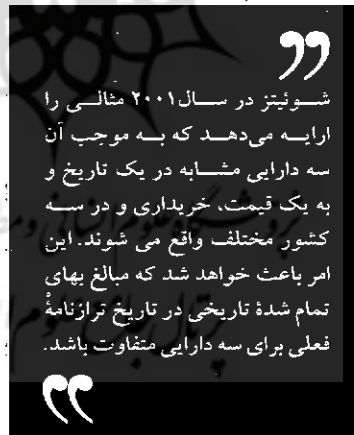 شوئیتز در سال ۲۰۰۱ مثالی را
ارایه می‌دهد که به موجب آن
سه دارایی مشابه در یک تاریخ و
به یک قیمت، خریداری و در سه
کشور مختلف واقع می شوند. این
امر باعث خواهد شد که مبالغ بهای
تمام شدهٔ تاریخی در تاریخ ترازنامهٔ
فعلی برای سه دارایی متفاوت باشد.